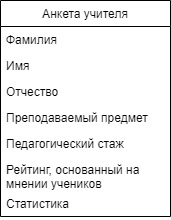 Анкета учителя
Фамилия
Имя
Отчество
Преподаваемый предмет
Педагогический стаж
Рейтинг, основанный на
мнении учеников
Статистика